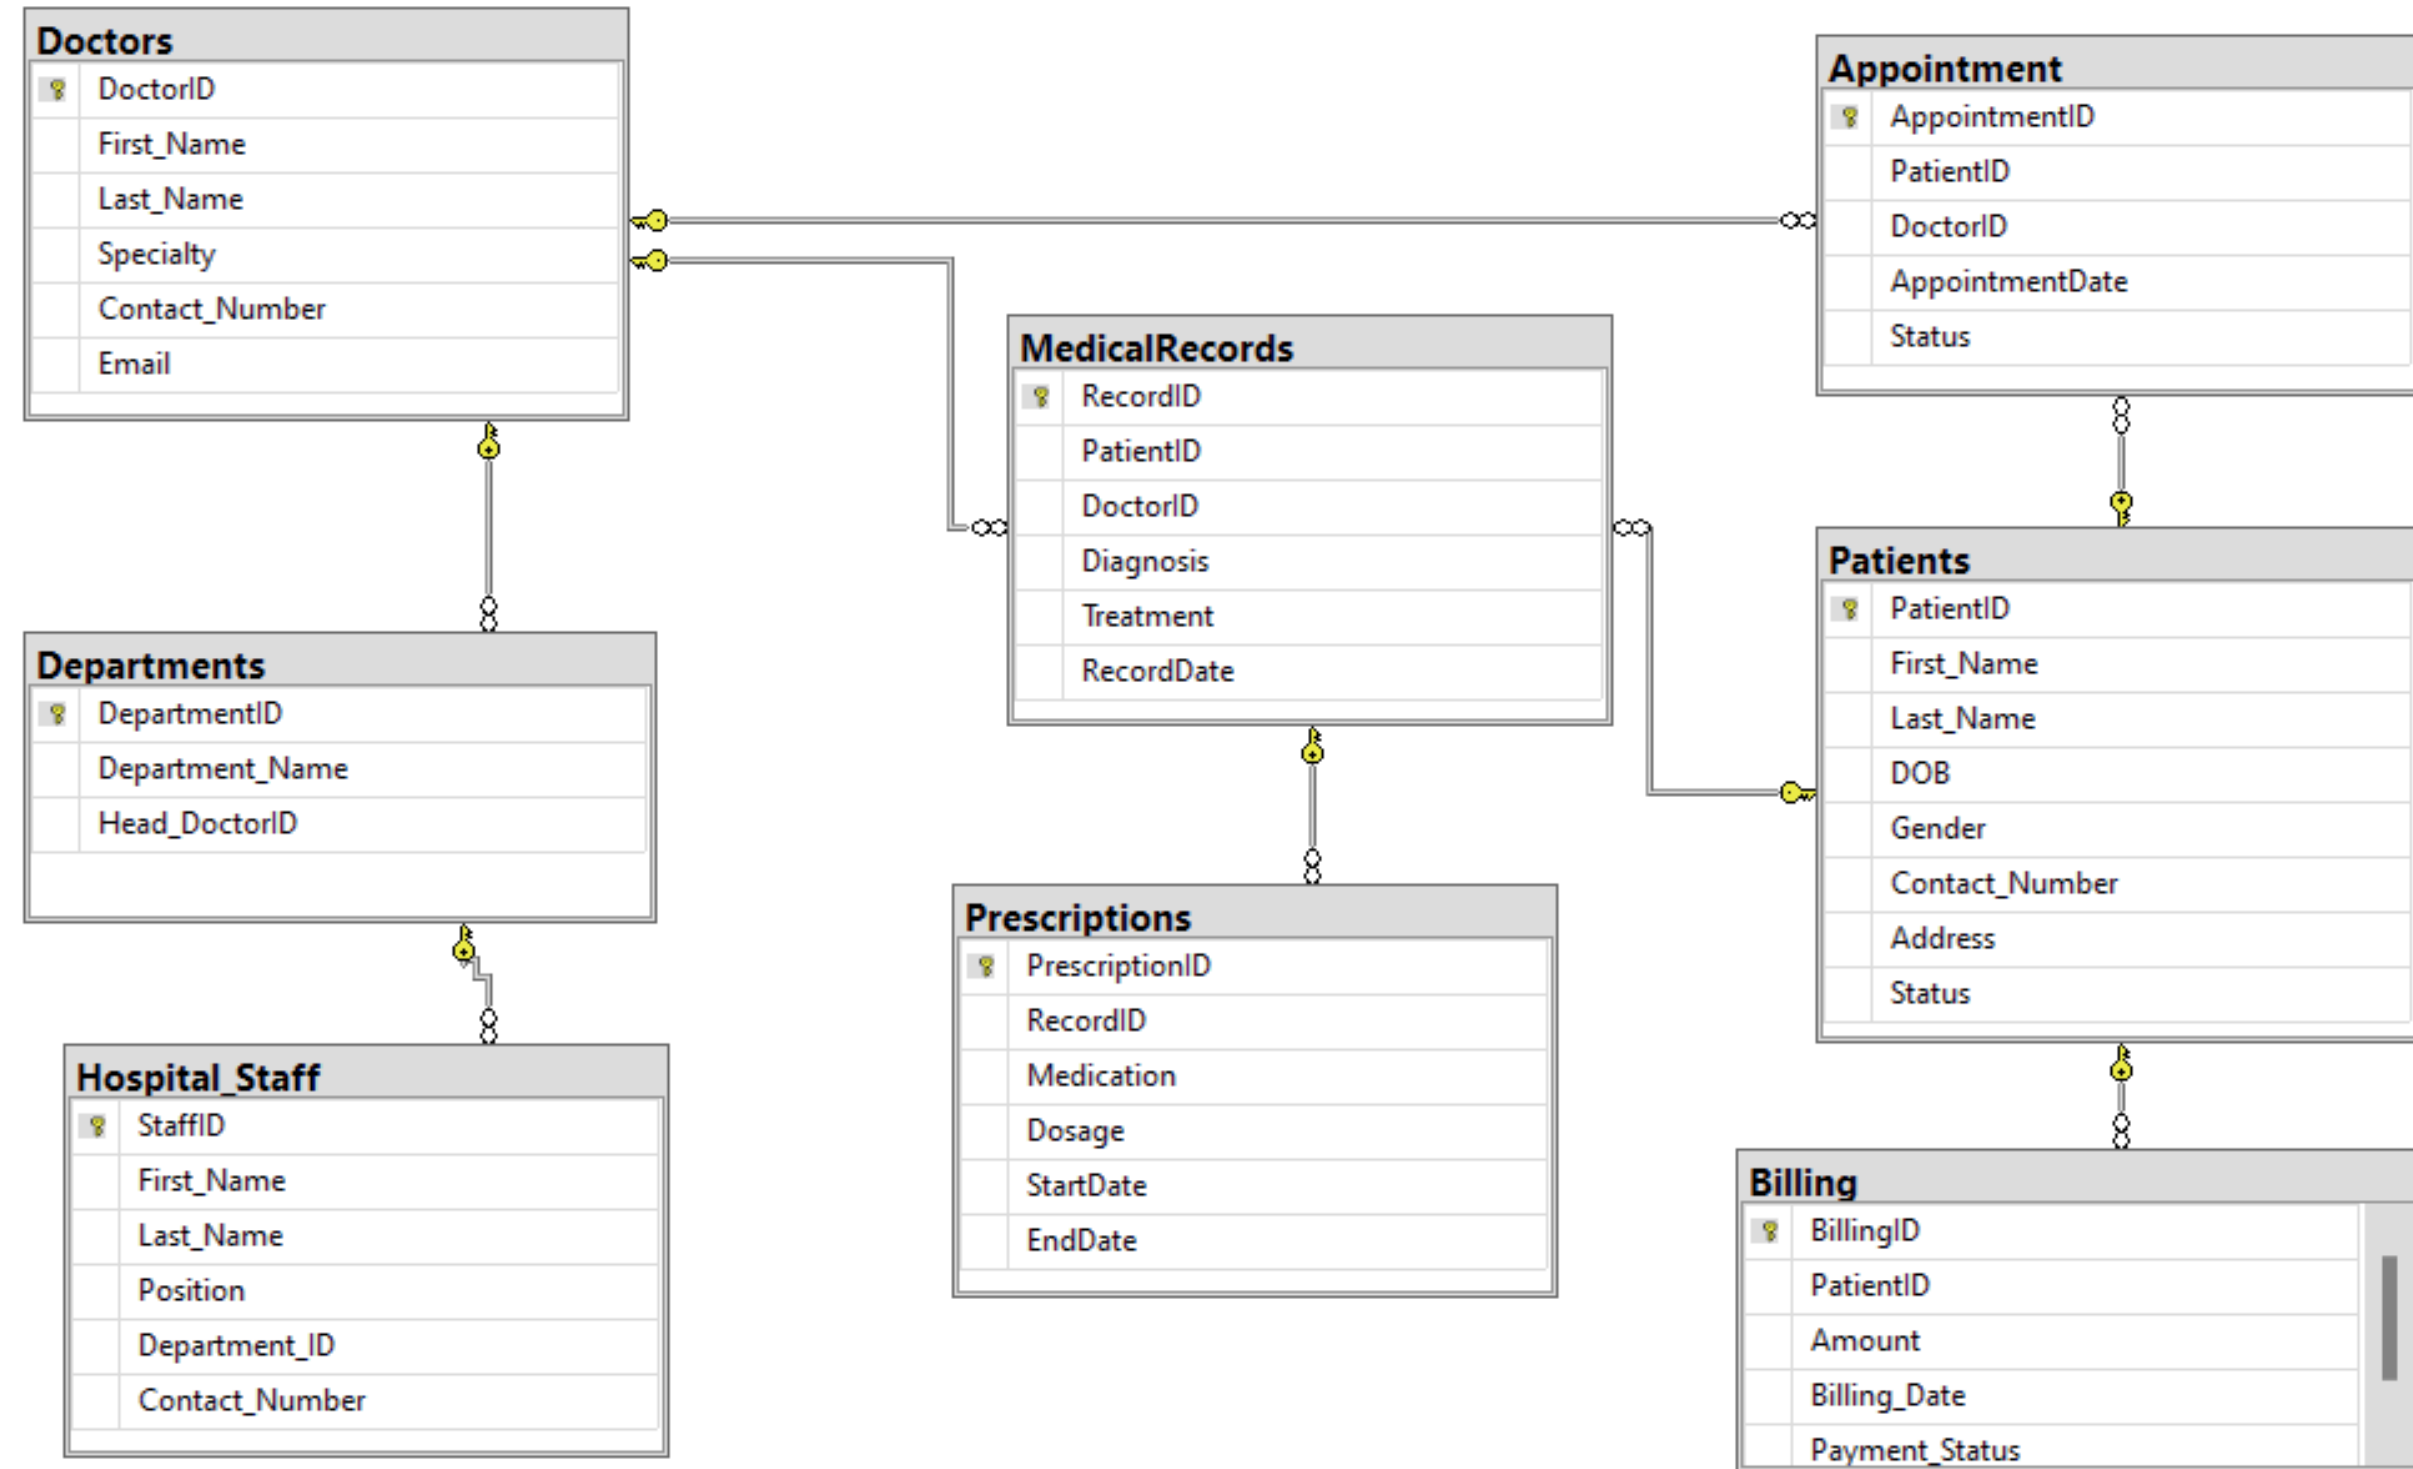 Doctors
DoctorID
First_Name
Last_Name
Specialty
Contact_Number
Email
Departments
DepartmentID
Department_Name
Head_DoctorID
Hospital_Staff
StaffID
First_Name
Last_Name
Position
Department_ID
Contact_Number
MedicalRecords
RecordID
PatientID
DoctorID
Diagnosis
Treatment
RecordDate
Prescriptions
PrescriptionID
RecordID
Medication
Dosage
StartDate
EndDate
Appointment
AppointmentID
PatientID
DoctorID
AppointmentDate
Status
Patients
PatientID
First_Name
Last_Name
DOB
Gender
Contact_Number
Address
Status
Billing
BillingID
PatientID
Amount
Billing_Date
Payment_Status